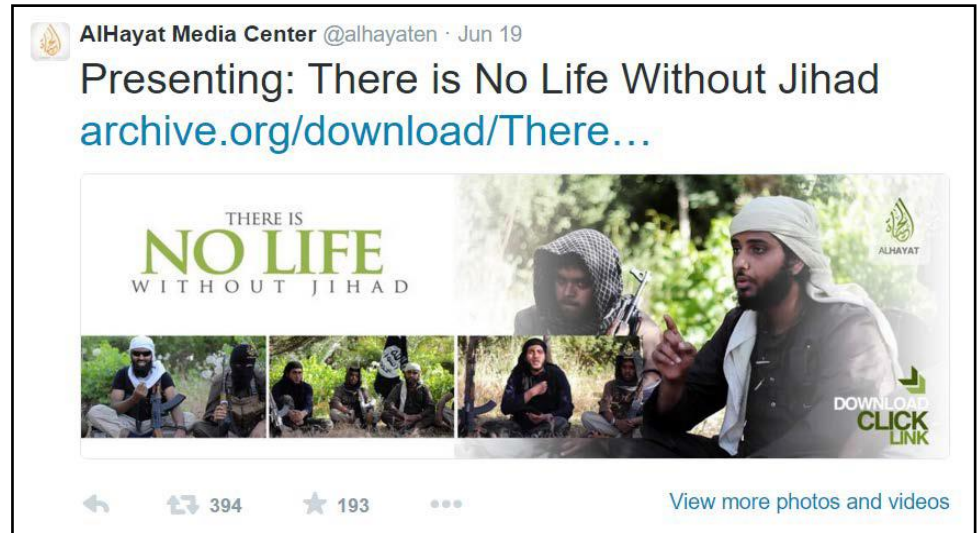 AlHayat Media Center @alhayaten · Jun 19
Presenting: There is No Life Without Jihad
archive.org/download/There...
THERE IS
NO LIFE
WITHOUT JIHAD
ALHAYAT
DOWNLOAD
CLICK
LINK
394
193
View more photos and videos